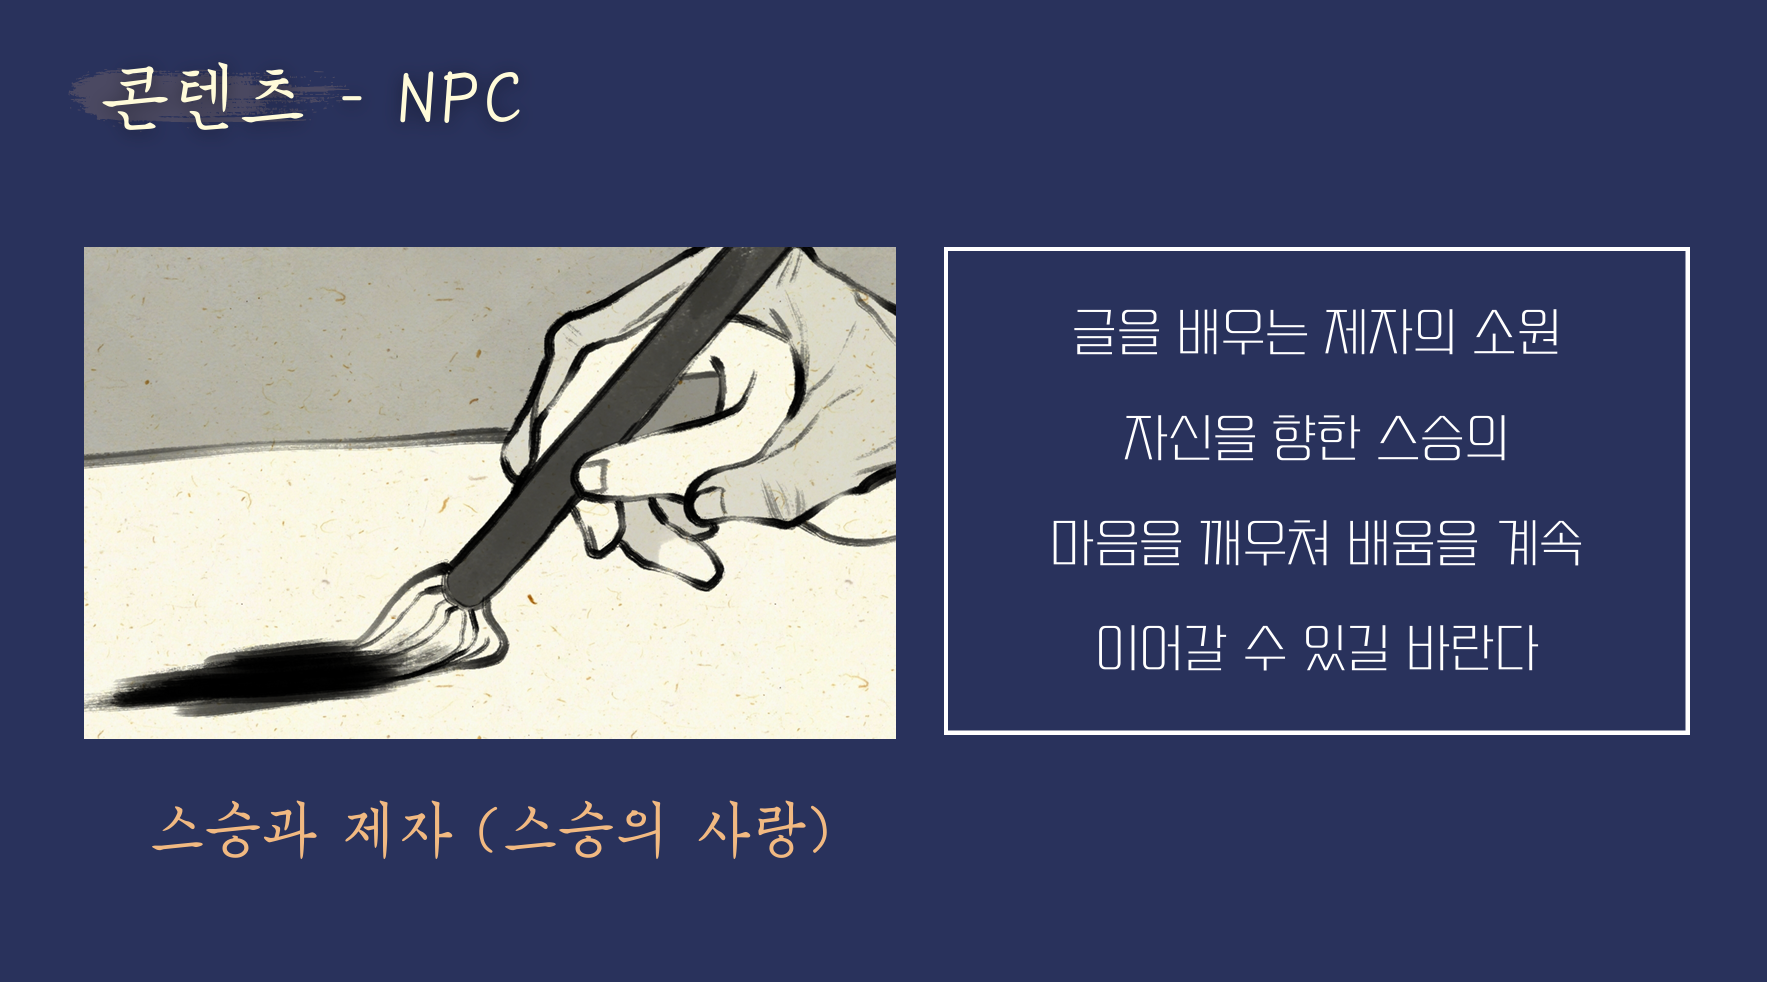 콘텐츠 - NPC
글을 배우는 제자의 소원
자신을 향한 스승의
마음을 깨우쳐 배움을 계속
이어갈 수 있길 바란다
스승과 제자 (스승의 사랑)